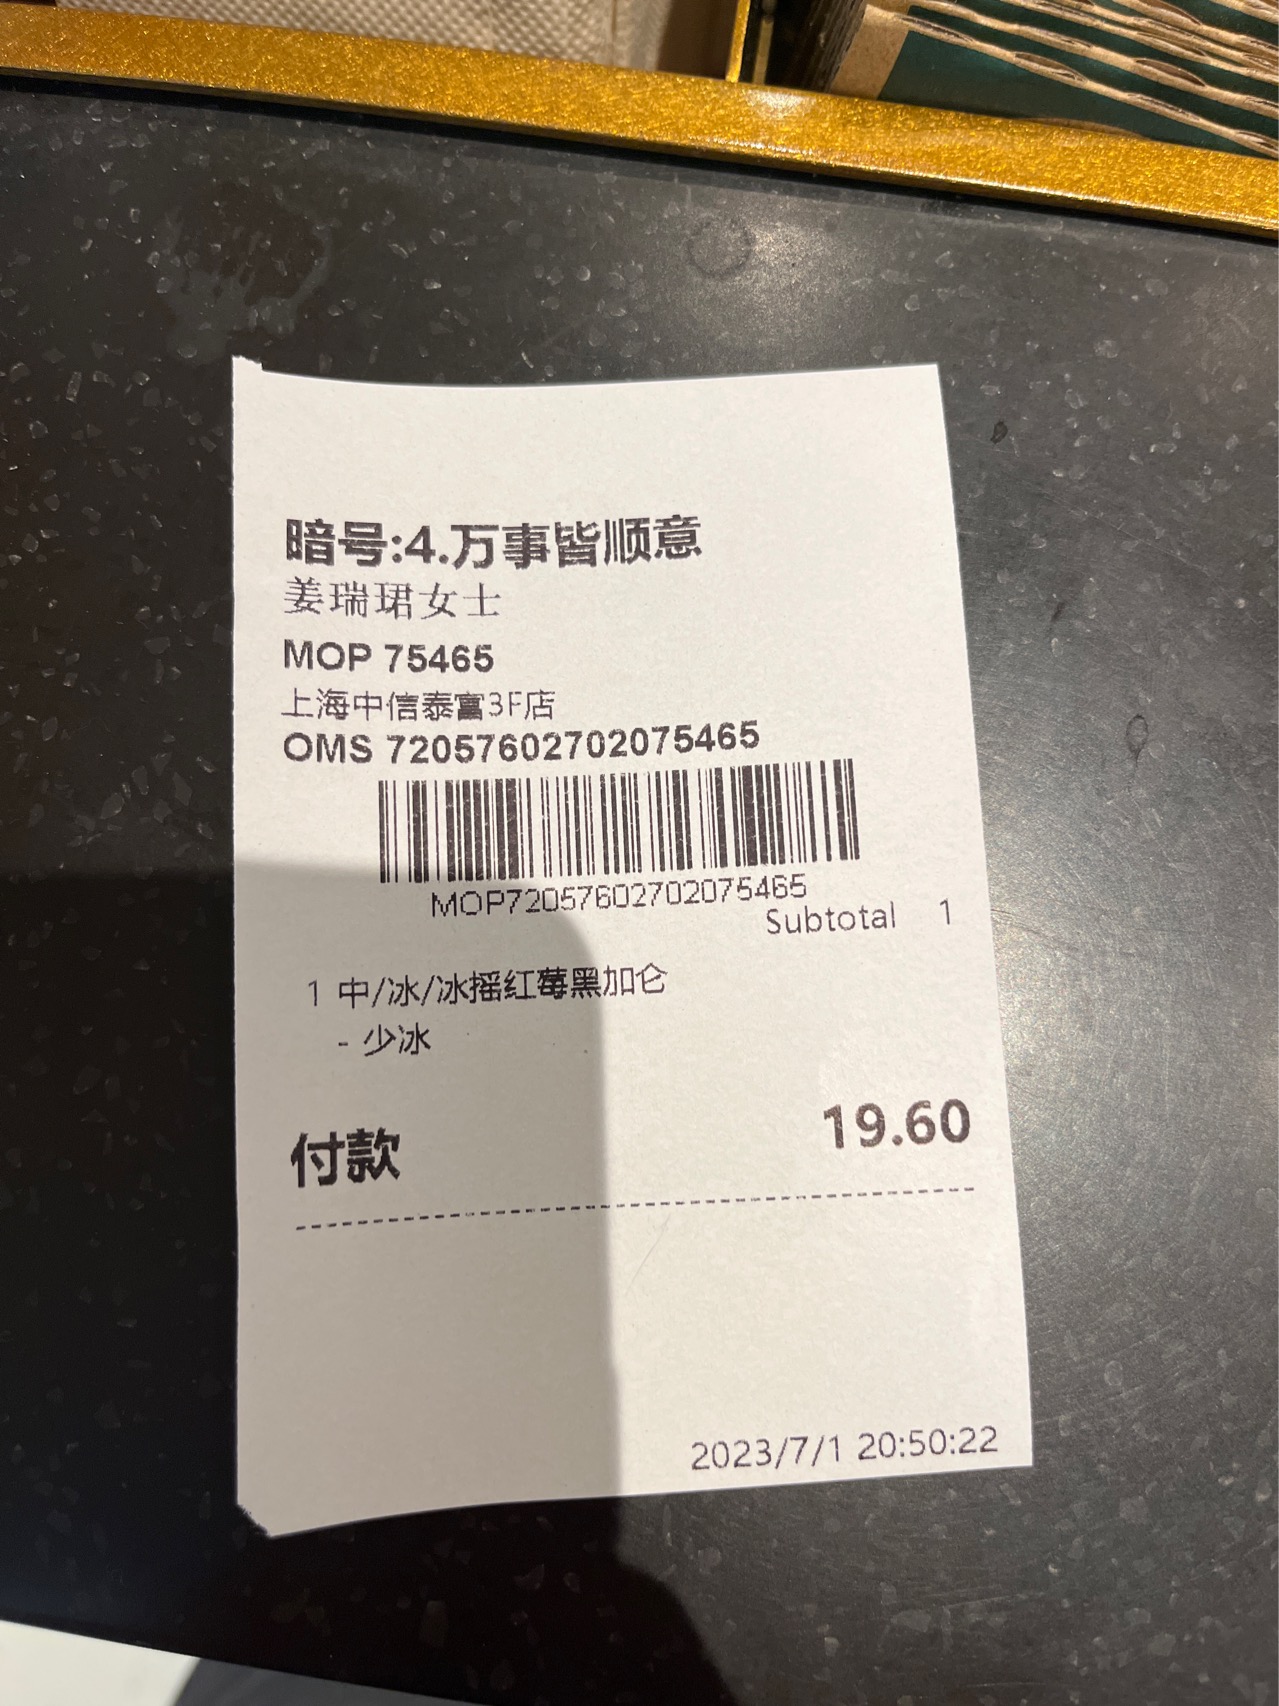 暗号:4.万事皆顺意
姜瑞珺女士
MOP 75465
上海中信泰富3F店
OMS 72057602702075465
MOP72057602702075465
Subtotal 1
1 中/冰/冰摇红莓黑加仑
- 少冰
付款 19.60
2023/7/1 20:50:22